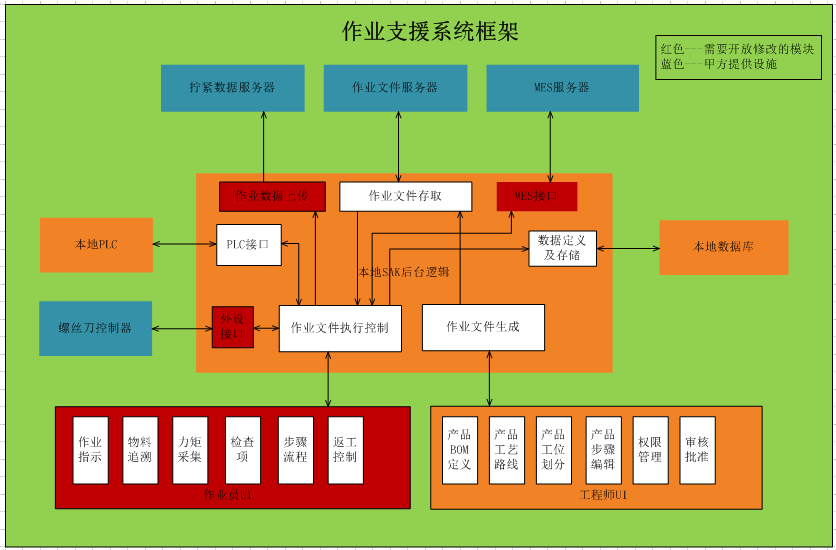 作业支援系统框架
红色---需要开放修改的模块
蓝色---甲方提供设施
拧紧数据服务器
作业文件服务器
MES服务器
作业数据上传
作业文件存取
MES接口
本地PLC
PLC接口
数据定义
及存储
本地数据库
本地SAK后台逻辑
螺丝刀控制器
外设
接口
作业文件执行控制
作业文件生成
作业
指示
物料
追溯
力矩
采集
检查
项
步骤
流程
返工
控制
作业员UI
产品
BOM
定义
产品
工艺
路线
产品
工位
划分
产品
步骤
编辑
权限
管理
审核
批准
工程师UI